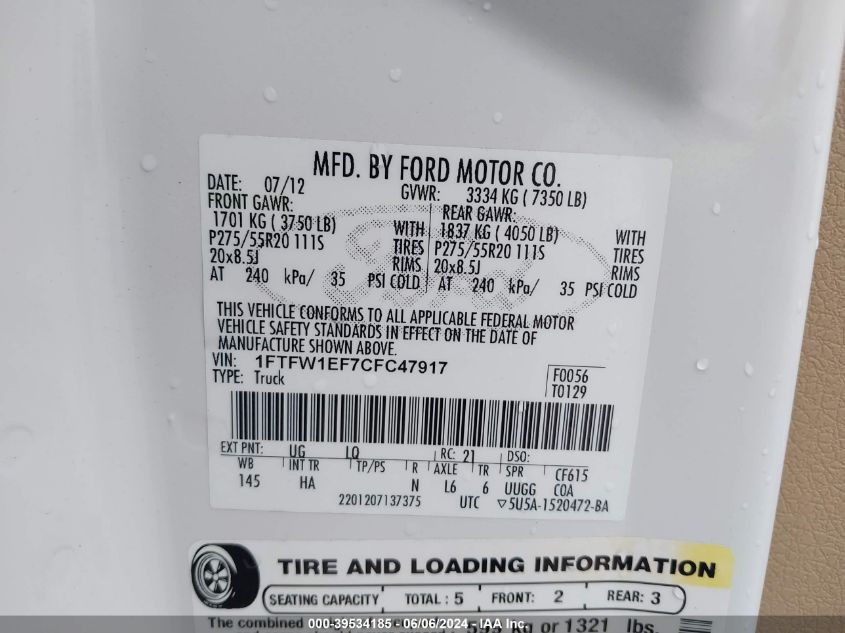 MFD. BY FORD MOTOR CO.
DATE: 07/12 GVWR: 3334 KG ( 7350 LB)
FRONT GAWR: REAR GAWR:
1701 KG ( 3750 LB) WITH 1837 KG ( 4050 LB) WITH
P275/55R20 111S TIRES P275/55R20 111S TIRES
20x8.5J RIMS 20x8.5J RIMS
AT 240 kPa/ 35 PSI COLD AT 240 kPa/ 35 PSI COLD
THIS VEHICLE CONFORMS TO ALL APPLICABLE FEDERAL MOTOR
VEHICLE SAFETY STANDARDS IN EFFECT ON THE DATE OF
MANUFACTURE SHOWN ABOVE.
VIN: 1FTFW1EF7CFC47917
TYPE: Truck
F0056
T0129
EXT PNT: UG LQ RC: 21 DSO:
WB INT TR TP/PS R AXLE TR SPR CF615
145 HA N L6 6 UUGG COA
2201207137375 UTC ▽5U5A-1520472-BA
TIRE AND LOADING INFORMATION
SEATING CAPACITY TOTAL : 5 FRONT: 2 REAR: 3
The combined kg or 1321 lbs.
000-39534185 - 06/06/2024 - IAA Inc.